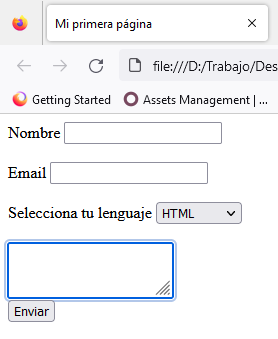 Mi primera página
file:///D:/Trabajo/Des
Getting Started
Assets Management | ...
Nombre
Email
Selecciona tu lenguaje HTML
Enviar